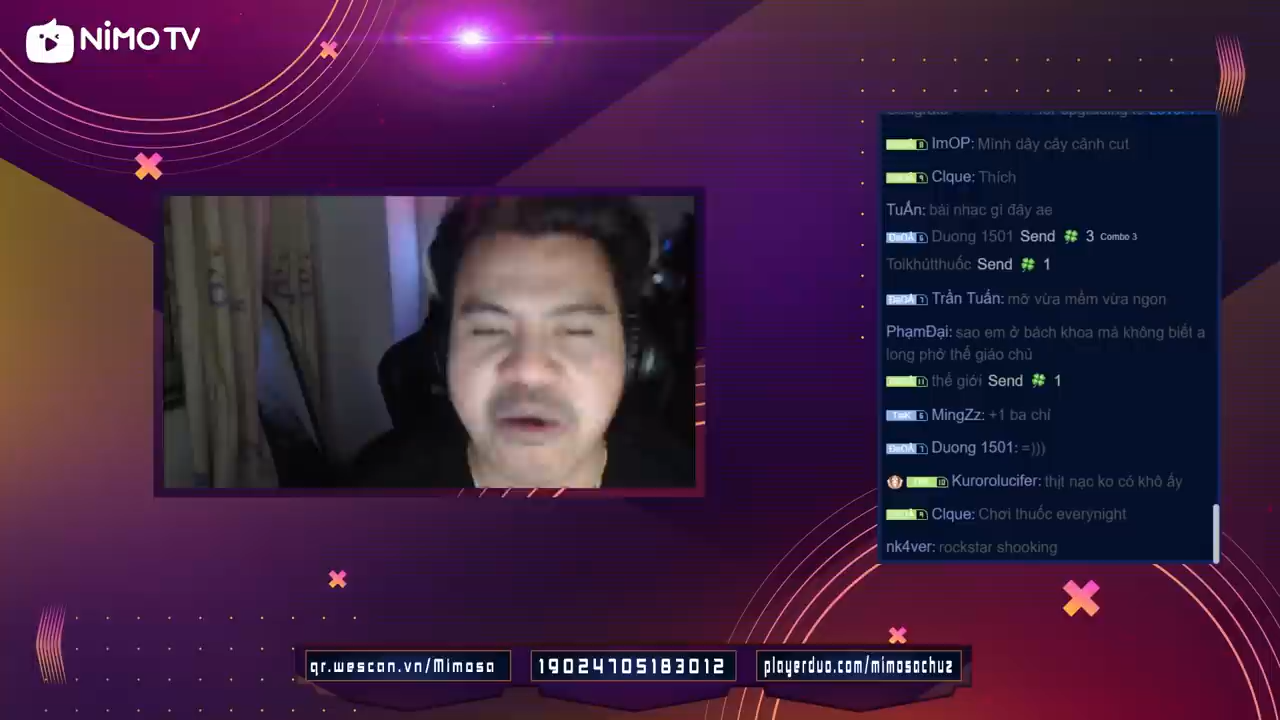 NiMO TV
ImOP: Mình dây cây cảnh cut
Clque: Thích
TuẤn: bài nhạc gì đây ae
Duong 1501 Send 3 Combo 3
Toikhútthuốc Send 1
Trần Tuấn: mỡ vừa mềm vừa ngon
PhạmĐại: sao em ở bách khoa mà không biết a
long phở thế giáo chủ
thế giới Send 1
MingZz: +1 ba chỉ
Duong 1501: =)))
Kurorolucifer: thịt nạc ko có khô ấy
Clque: Chơi thuốc everynight
nk4ver: rockstar shooking
qr.wescan.vn/Mimosa
19024705183012
playerduo.com/mimosachuz